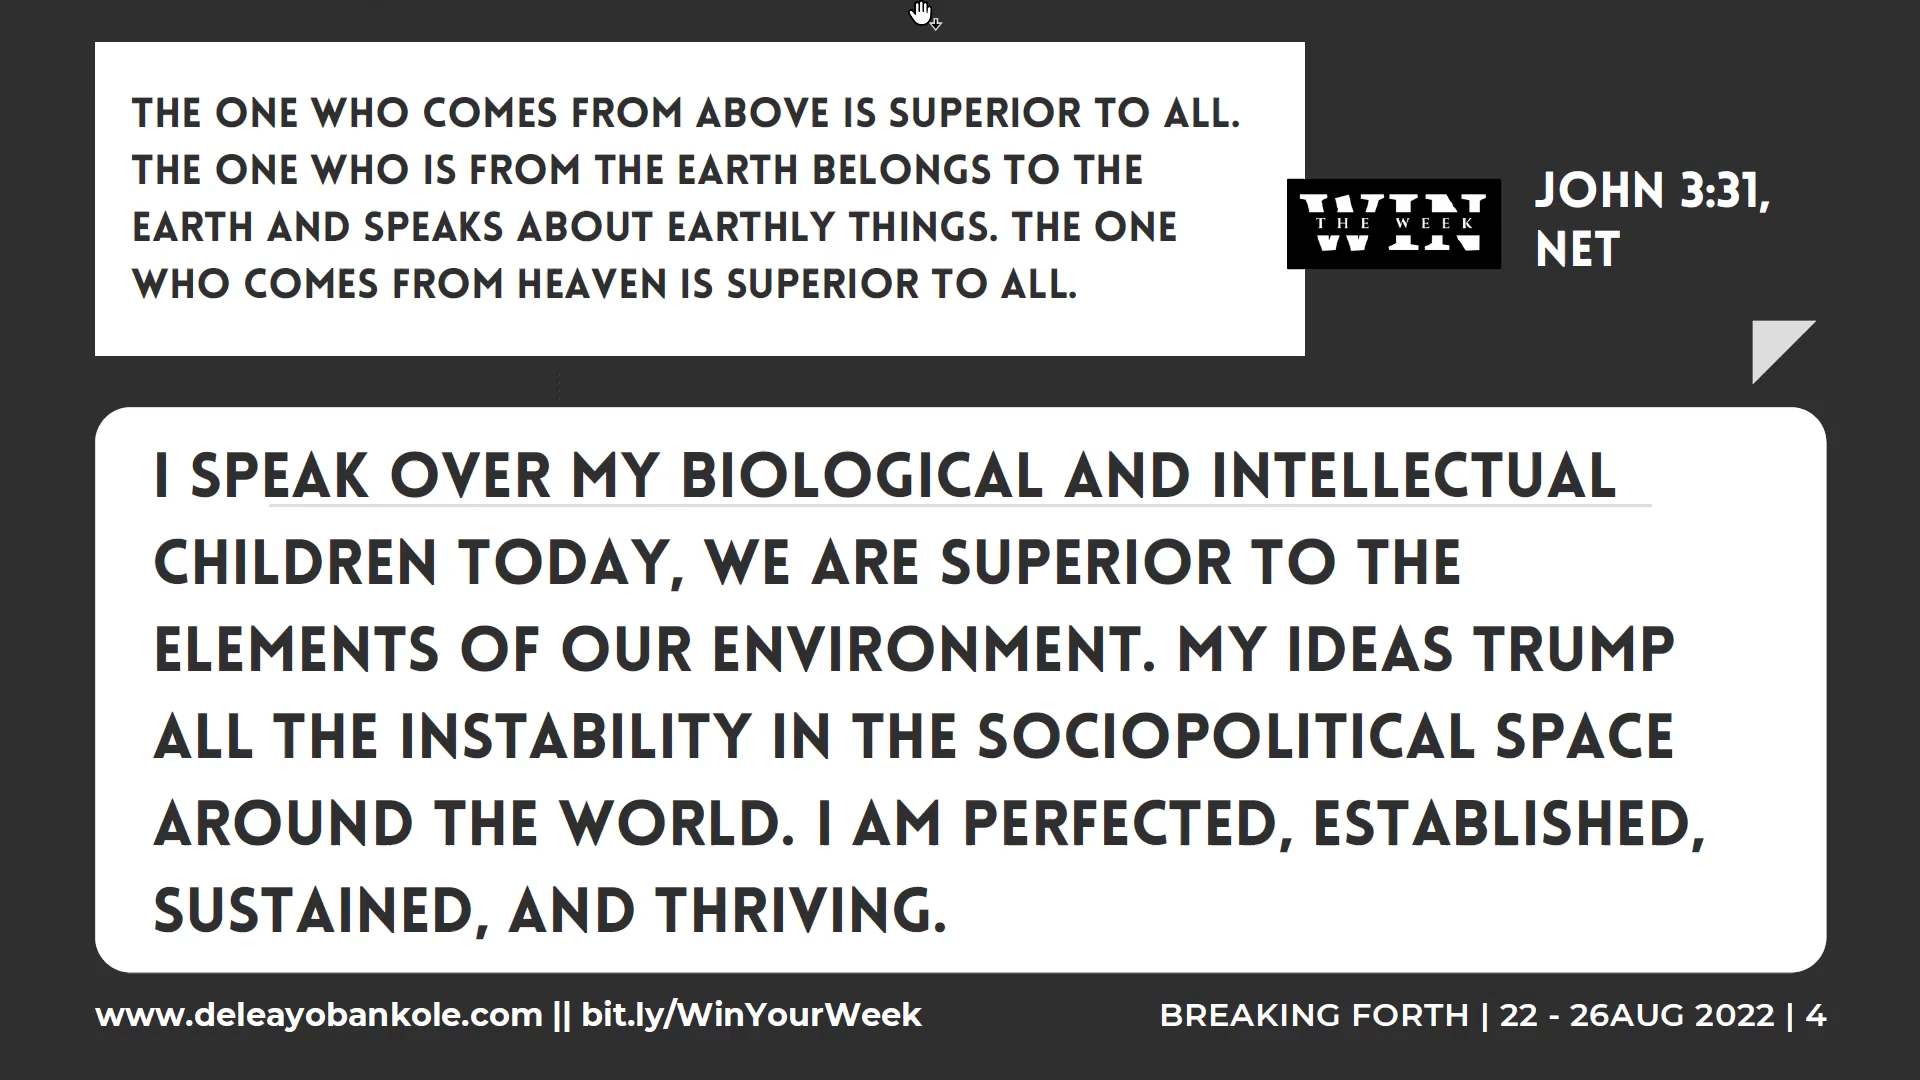 THE ONE WHO COMES FROM ABOVE IS SUPERIOR TO ALL.
THE ONE WHO IS FROM THE EARTH BELONGS TO THE
EARTH AND SPEAKS ABOUT EARTHLY THINGS. THE ONE
WHO COMES FROM HEAVEN IS SUPERIOR TO ALL.
WIN
THE WEEK
JOHN 3:31,
NET
I SPEAK OVER MY BIOLOGICAL AND INTELLECTUAL
CHILDREN TODAY, WE ARE SUPERIOR TO THE
ELEMENTS OF OUR ENVIRONMENT. MY IDEAS TRUMP
ALL THE INSTABILITY IN THE SOCIOPOLITICAL SPACE
AROUND THE WORLD. I AM PERFECTED, ESTABLISHED,
SUSTAINED, AND THRIVING.
www.deleayobankole.com || bit.ly/WinYourWeek
BREAKING FORTH | 22 - 26AUG 2022 | 4